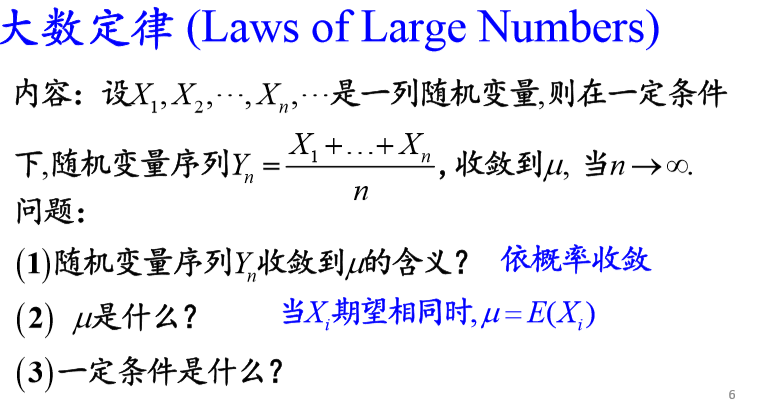 大数定律 (Laws of Large Numbers)
内容：设X₁, X₂, ⋯, Xₙ, ⋯是一列随机变量,则在一定条件
下,随机变量序列Yₙ = (X₁ + … + Xₙ) / n , 收敛到μ, 当n → ∞.
问题：
(1)随机变量序列Yₙ收敛到μ的含义? 依概率收敛
(2) μ是什么? 当Xᵢ期望相同时, μ = E(Xᵢ)
(3)一定条件是什么?
6